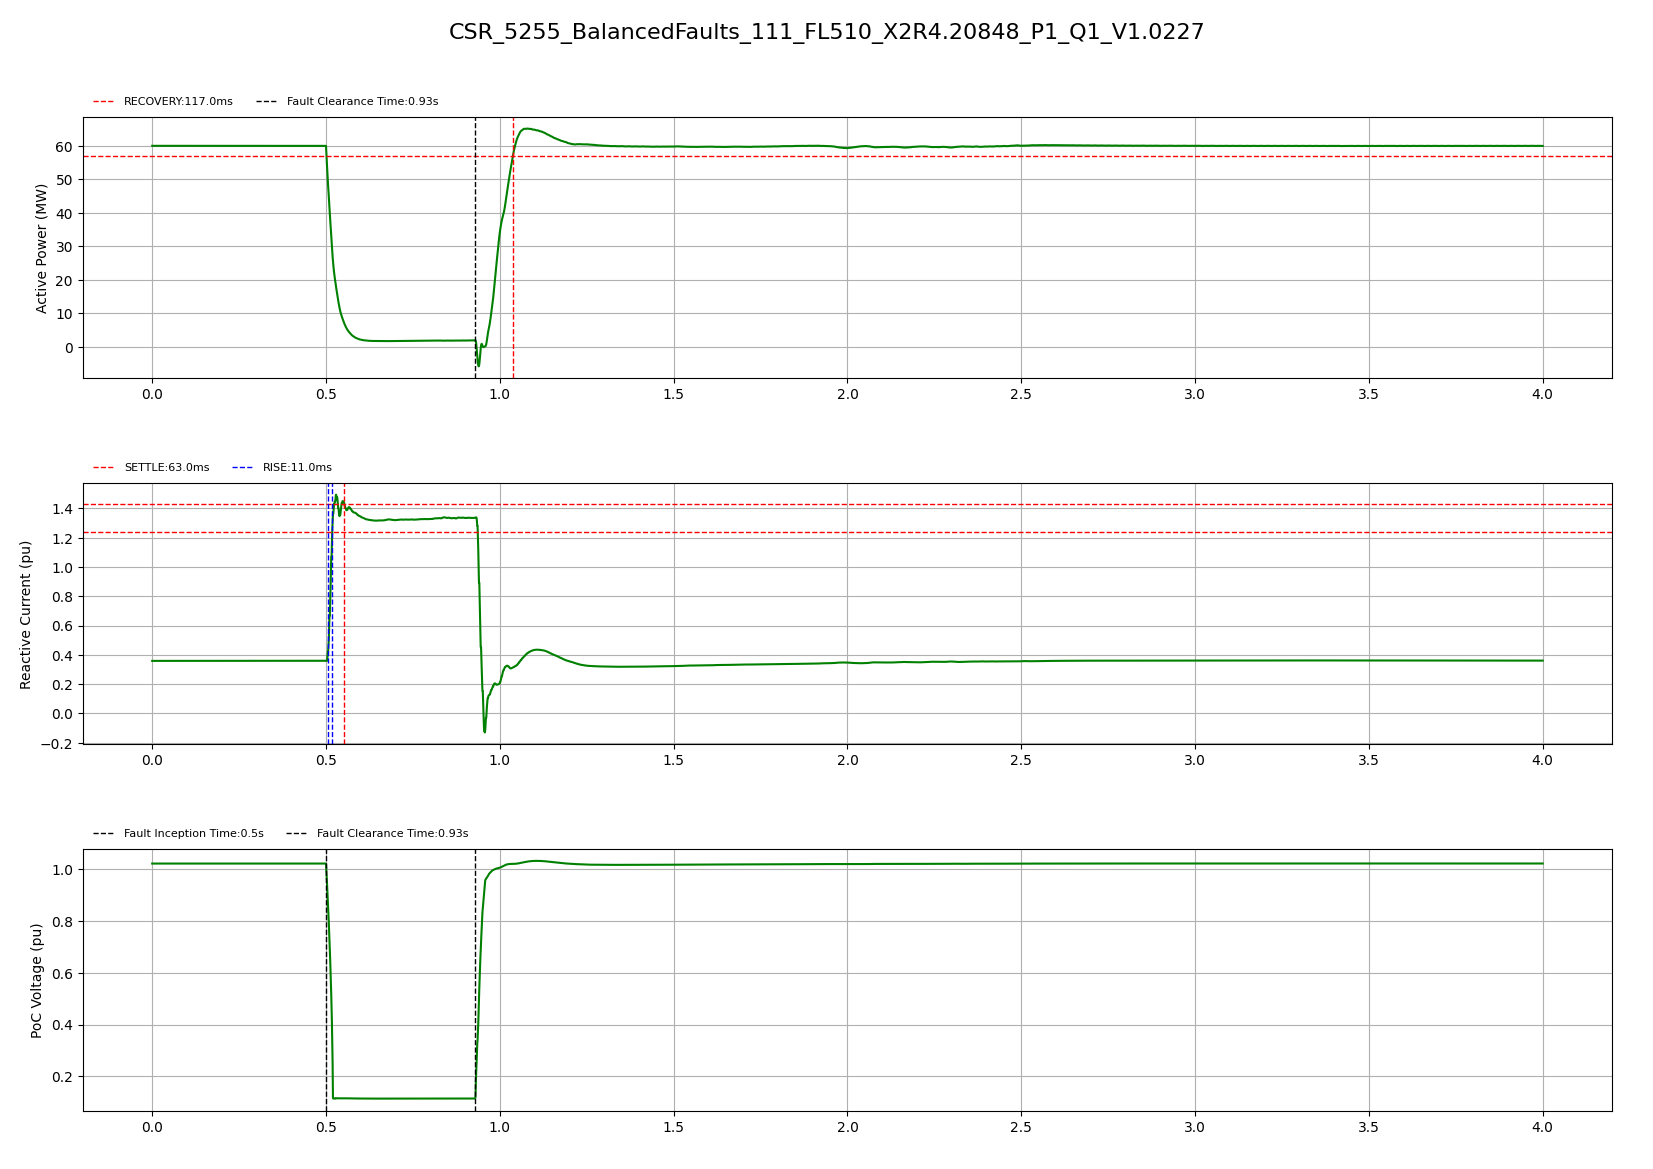 CSR_5255_BalancedFaults_111_FL510_X2R4.20848_P1_Q1_V1.0227
RECOVERY:117.0ms Fault Clearance Time:0.93s
Active Power (MW)
60
50
40
30
20
10
0
0.0 0.5 1.0 1.5 2.0 2.5 3.0 3.5 4.0
SETTLE:63.0ms RISE:11.0ms
Reactive Current (pu)
1.4
1.2
1.0
0.8
0.6
0.4
0.2
0.0
−0.2
0.0 0.5 1.0 1.5 2.0 2.5 3.0 3.5 4.0
Fault Inception Time:0.5s Fault Clearance Time:0.93s
PoC Voltage (pu)
1.0
0.8
0.6
0.4
0.2
0.0 0.5 1.0 1.5 2.0 2.5 3.0 3.5 4.0